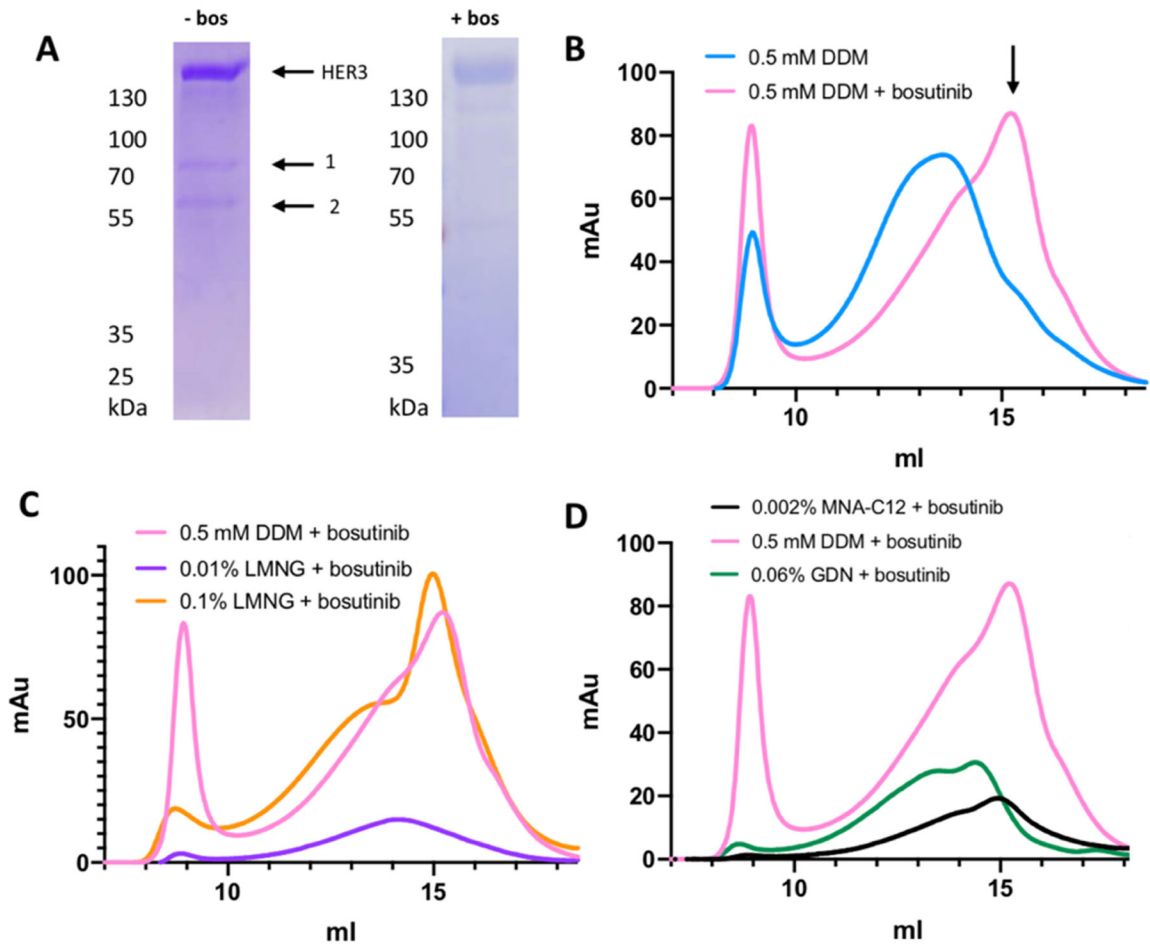 A
- bos
+ bos
HER3
130
100
70
55
35
25
kDa
1
2
130
100
70
55
35
kDa
B
0.5 mM DDM
0.5 mM DDM + bosutinib
100
80
60
40
20
0
mAu
10
15
ml
C
0.5 mM DDM + bosutinib
0.01% LMNG + bosutinib
0.1% LMNG + bosutinib
100
50
0
mAu
10
15
ml
D
0.002% MNA-C12 + bosutinib
0.5 mM DDM + bosutinib
0.06% GDN + bosutinib
100
80
60
40
20
0
mAu
10
15
ml